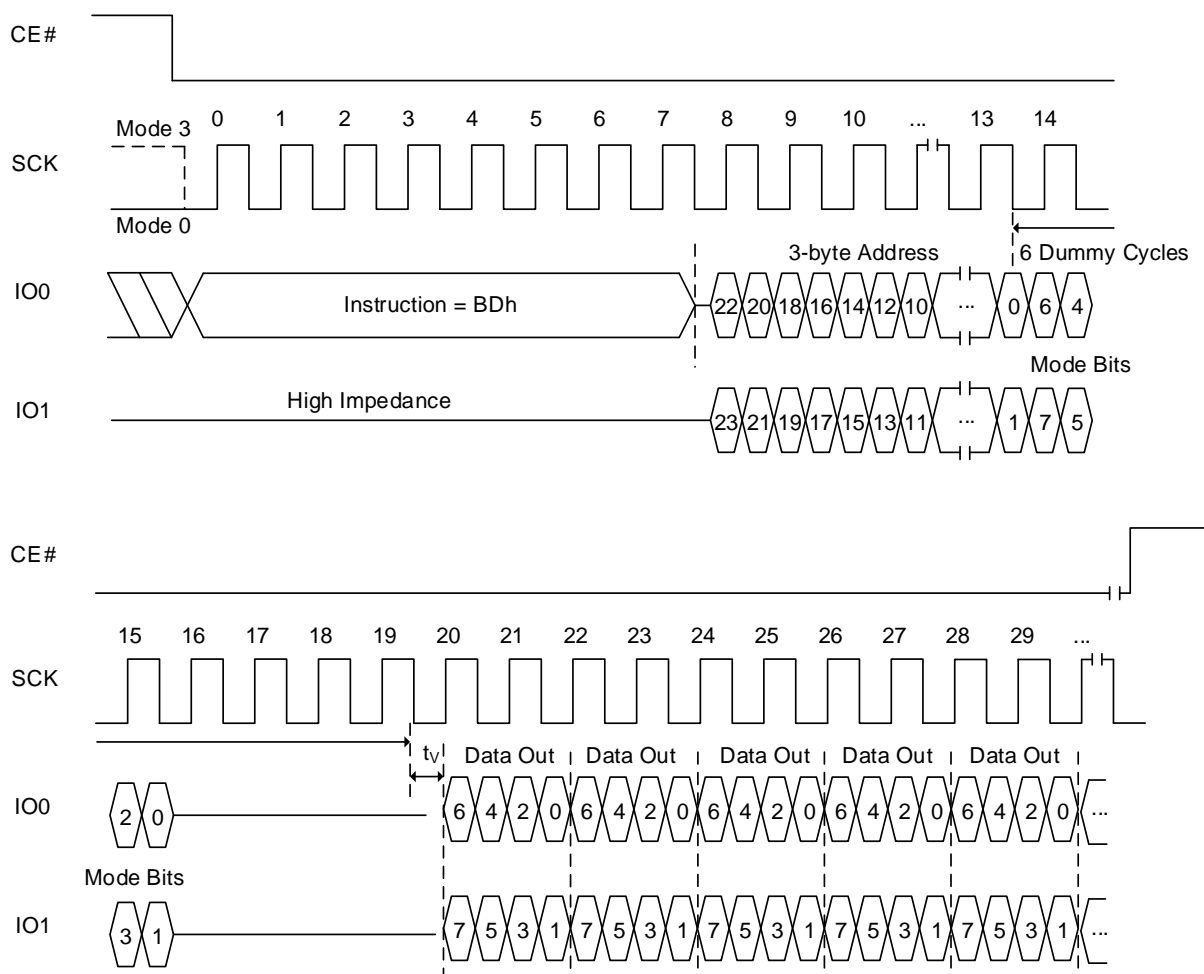 CE#
Mode 3 0 1 2 3 4 5 6 7 8 9 10 ... 13 14
SCK
Mode 0
3-byte Address 6 Dummy Cycles
IO0 Instruction = BDh 22 20 18 16 14 12 10 ... 0 6 4
Mode Bits
IO1 High Impedance 23 21 19 17 15 13 11 ... 1 7 5
CE#
15 16 17 18 19 20 21 22 23 24 25 26 27 28 29 ...
SCK
tV Data Out Data Out Data Out Data Out Data Out
IO0 2 0 6 4 2 0 6 4 2 0 6 4 2 0 6 4 2 0 6 4 2 0 ...
Mode Bits
IO1 3 1 7 5 3 1 7 5 3 1 7 5 3 1 7 5 3 1 7 5 3 1 ...